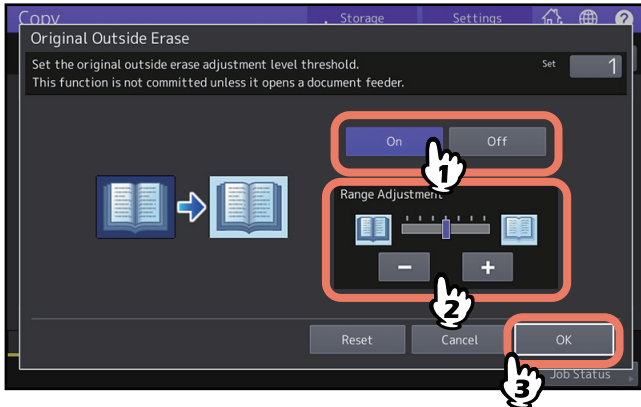 Copy
Storage
Settings
?
Original Outside Erase
Set the original outside erase adjustment level threshold.
This function is not committed unless it opens a document feeder.
Set
1
On
Off
1
Range Adjustment
−
+
2
Reset
Cancel
OK
3
Job Status